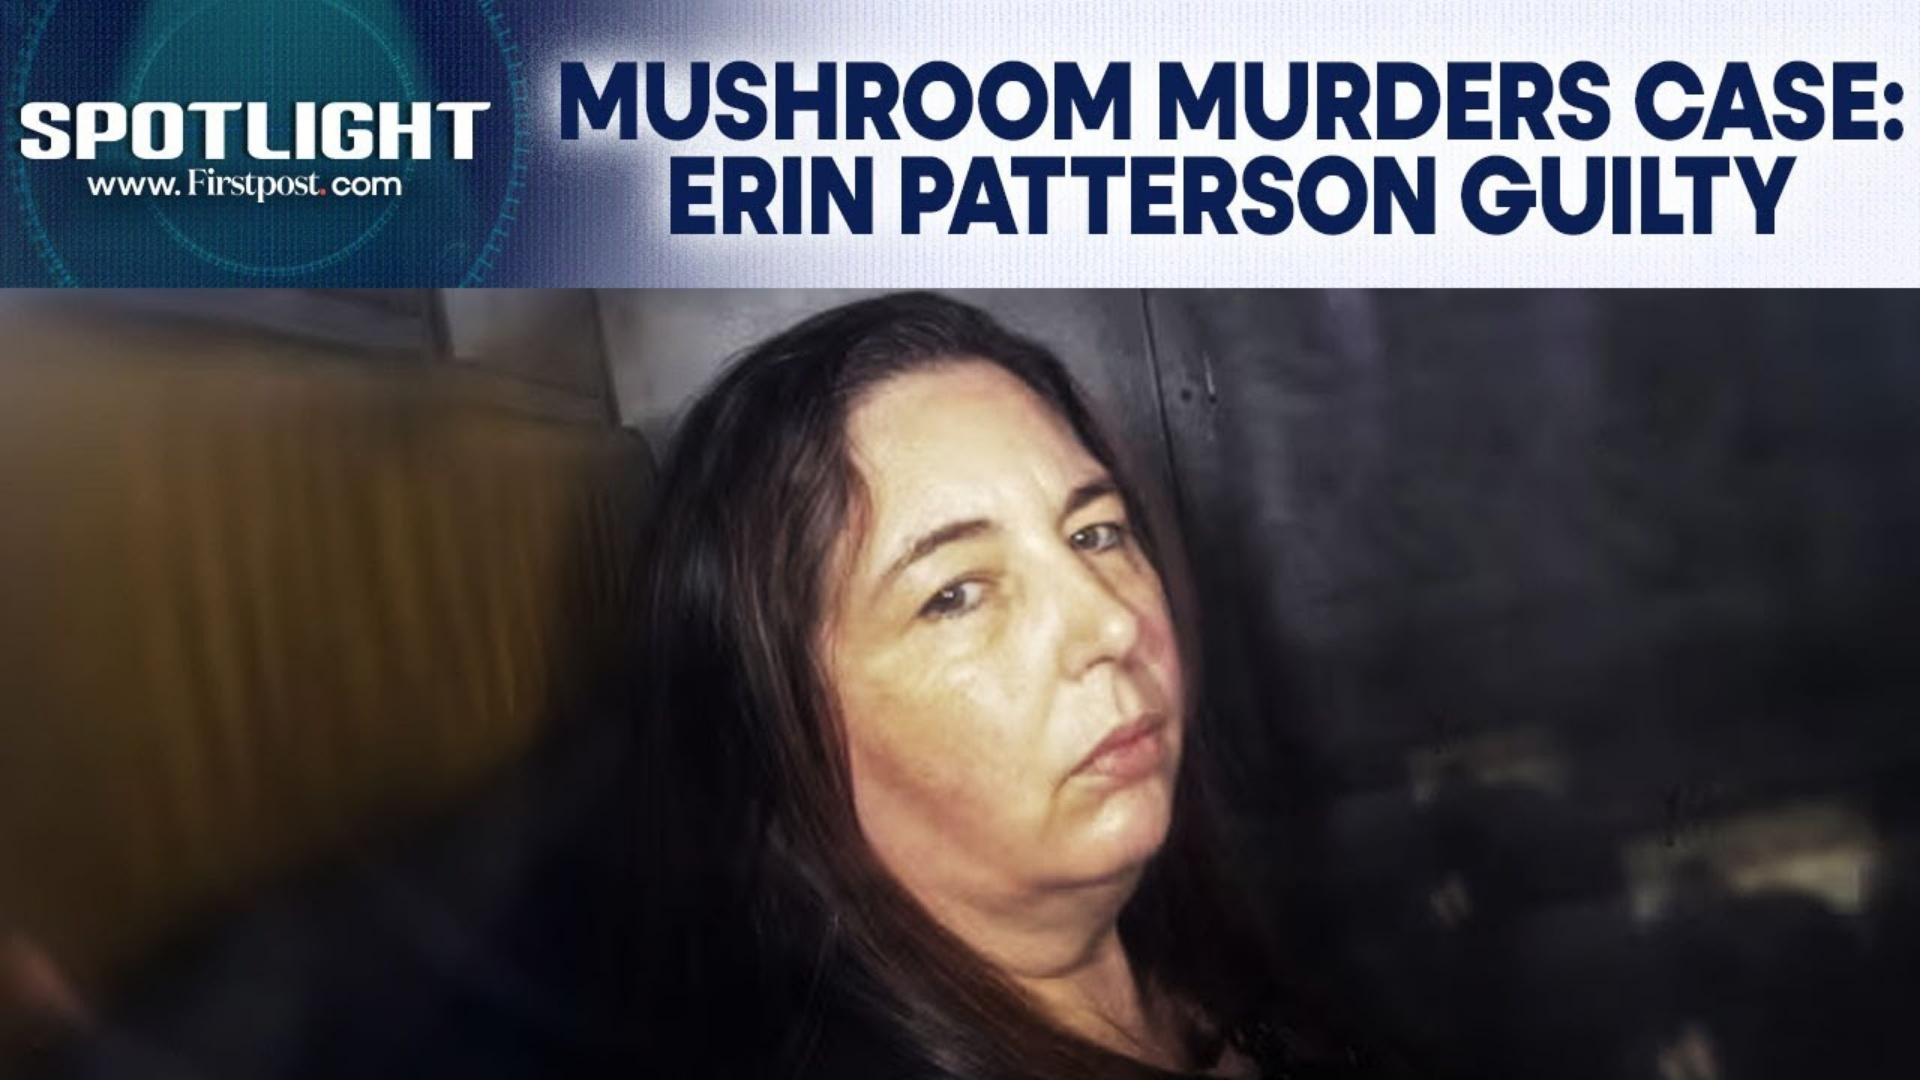 SPOTLIGHT
www.Firstpost.com
MUSHROOM MURDERS CASE:
ERIN PATTERSON GUILTY